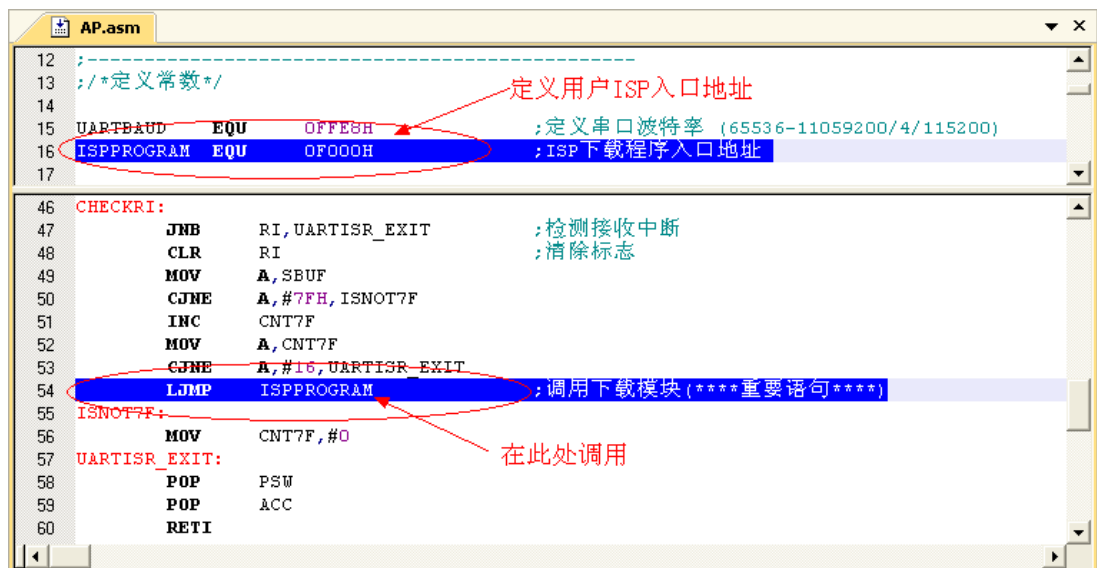 AP.asm
12 ;-----------------------------------------------
13 ;/*定义常数*/
定义用户ISP入口地址
14
15 UARTBAUD EQU 0FFE8H ;定义串口波特率 (65536-11059200/4/115200)
16 ISPPROGRAM EQU 0F000H ;ISP下载程序入口地址
17
46 CHECKRI:
47 JNB RI,UARTISR_EXIT ;检测接收中断
48 CLR RI ;清除标志
49 MOV A,SBUF
50 CJNE A,#7FH,ISNOT7F
51 INC CNT7F
52 MOV A,CNT7F
53 CJNE A,#16,UARTISR_EXIT
54 LJMP ISPPROGRAM ;调用下载模块(****重要语句****)
55 ISNOT7F:
56 MOV CNT7F,#0
在此处调用
57 UARTISR_EXIT:
58 POP PSW
59 POP ACC
60 RETI